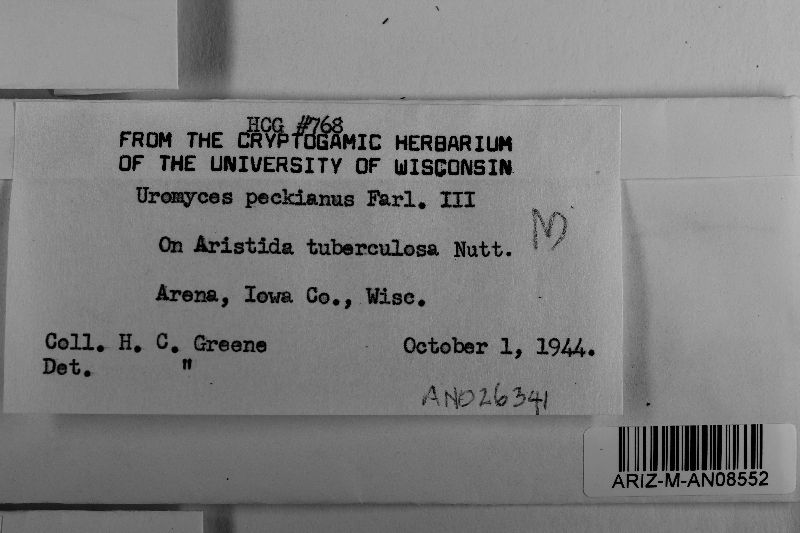 HCG #768
FROM THE CRYPTOGAMIC HERBARIUM
OF THE UNIVERSITY OF WISCONSIN
Uromyces peckianus Farl. III
On Aristida tuberculosa Nutt.
Arena, Iowa Co., Wisc.
Coll. H. C. Greene October 1, 1944.
Det. "
AN026341
ARIZ-M-AN08552